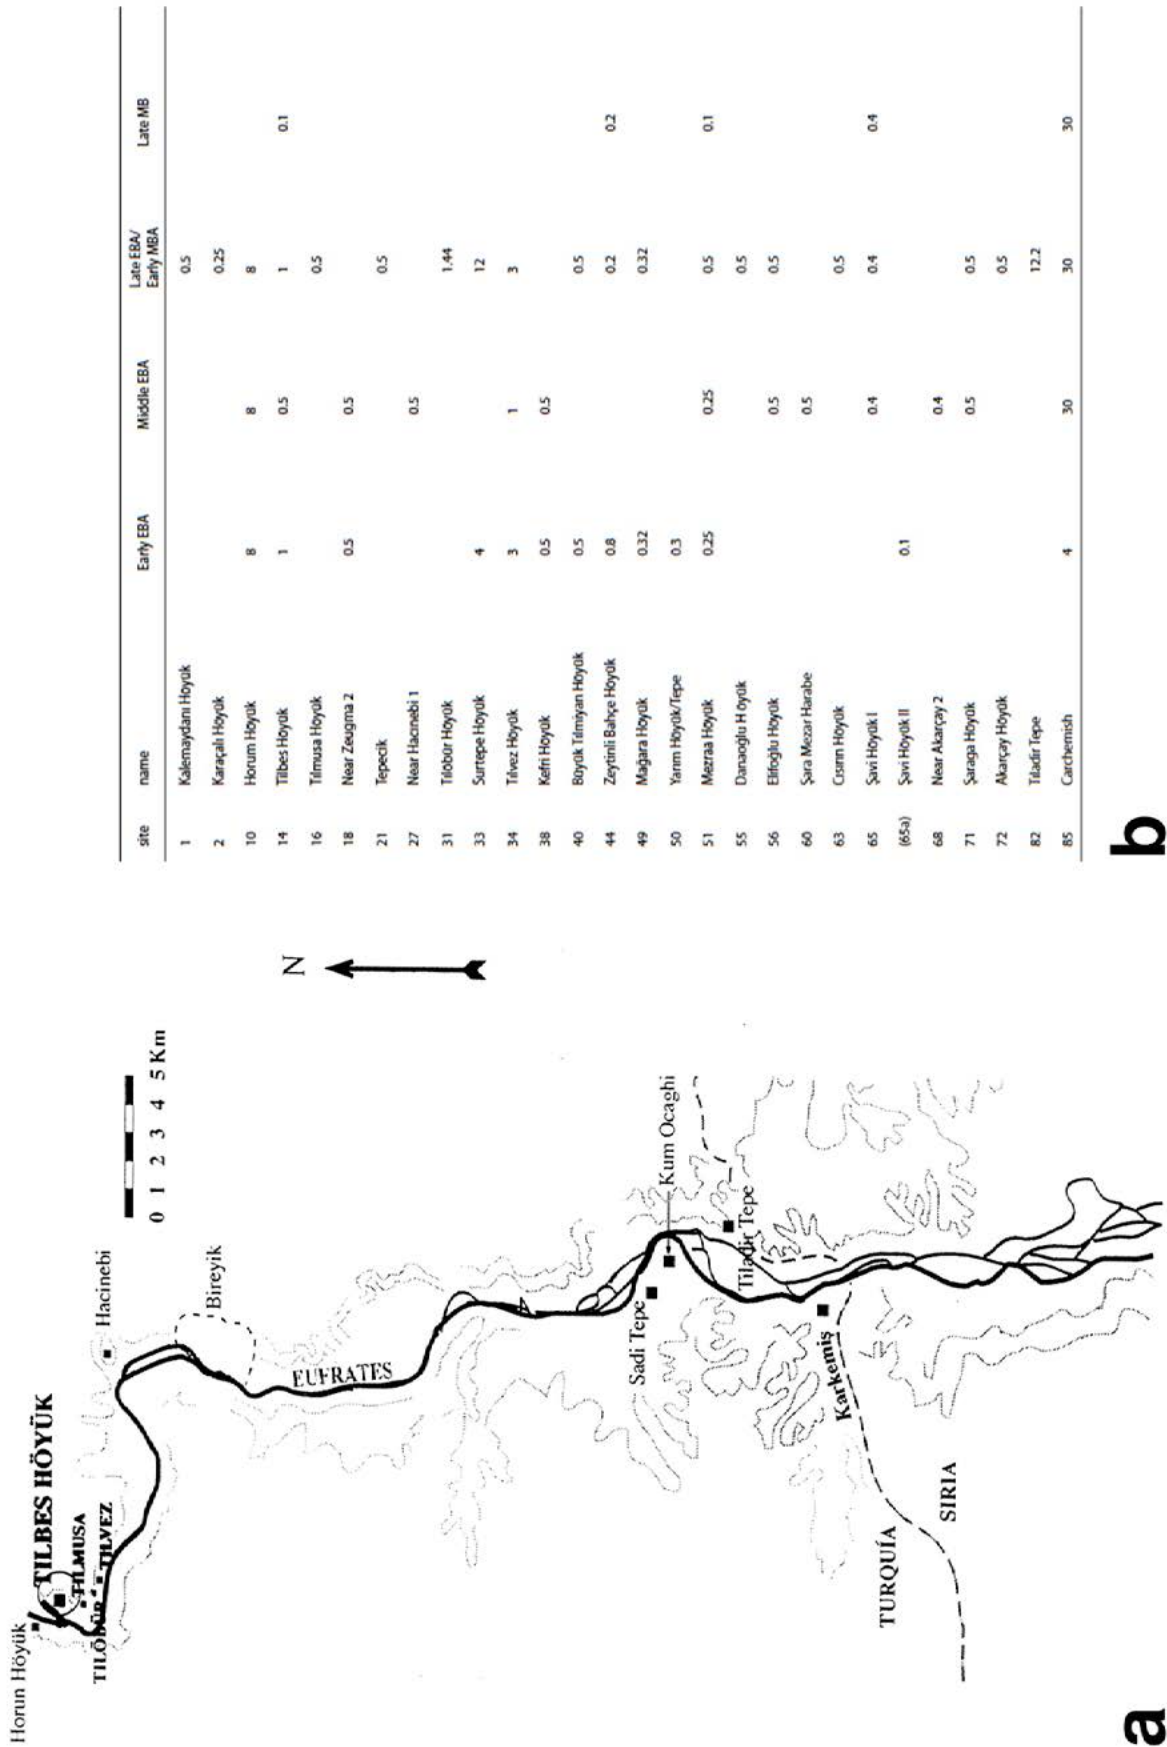 Horun Höyük
TILBES HÖYÜK
TILMUSA
TILÖBÜR
TILVEZ
Hacinebi
Bireyik
EUFRATES
0 1 2 3 4 5 Km
N
Sadi Tepe
Kum Ocaghi
Tiladir Tepe
Karkemiş
TURQUÍA
SIRIA
a
site name Early EBA Middle EBA Late EBA/ Late MB
Early MBA
1 Kalemaydanı Höyük 0.5
2 Karaçalı Höyük 0.25
10 Horum Höyük 8 8 8
14 Tilbes Höyük 1 0.5 1 0.1
16 Tilmusa Höyük 0.5
18 Near Zeugma 2 0.5 0.5
21 Tepecik 0.5
27 Near Hacınebi 1 0.5
31 Tilobür Höyük 1.44
33 Surtepe Höyük 4 12
34 Tilvez Höyük 3 1 3
38 Kefri Höyük 0.5 0.5
40 Büyük Tilmiyan Höyük 0.5 0.5
44 Zeytinli Bahçe Höyük 0.8 0.2 0.2
49 Mağara Höyük 0.32 0.32
50 Yarım Höyük/Tepe 0.3
51 Mezraa Höyük 0.25 0.25 0.5 0.1
55 Danaoğlu H öyük 0.5
56 Elifoğlu Höyük 0.5 0.5
60 Şara Mezar Harabe 0.5
63 Cısırın Höyük 0.5
65 Şavi Höyük I 0.4 0.4 0.4
(65a) Şavi Höyük II 0.1
68 Near Akarçay 2 0.4
71 Şaraga Höyük 0.5 0.5
72 Akarçay Höyük 0.5
82 Tiladir Tepe 12.2
85 Carchemish 4 30 30 30
b